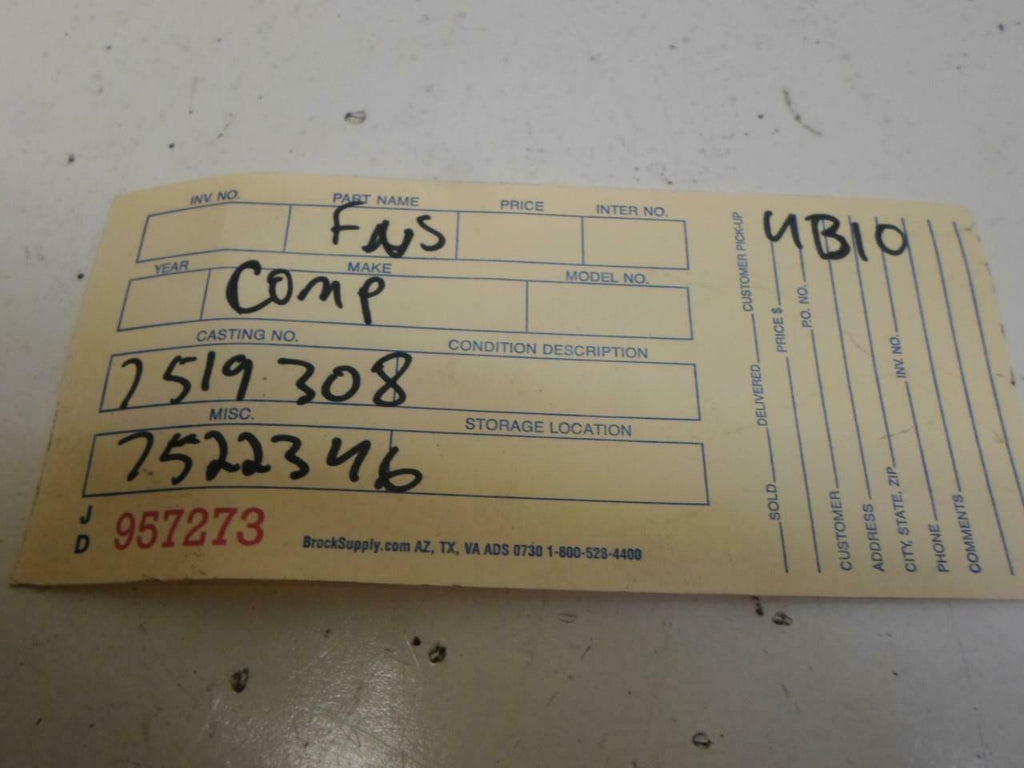 INV. NO. PART NAME PRICE INTER NO.
FNS
YEAR MAKE MODEL NO.
Comp
CASTING NO. CONDITION DESCRIPTION
7519308
MISC. STORAGE LOCATION
7522346
J D 957273
BrockSupply.com AZ, TX, VA ADS 0730 1-800-528-4400
4B10
SOLD DELIVERED CUSTOMER PICK-UP
PRICE $
P.O. NO.
CUSTOMER
ADDRESS
CITY, STATE, ZIP INV. NO.
PHONE
COMMENTS